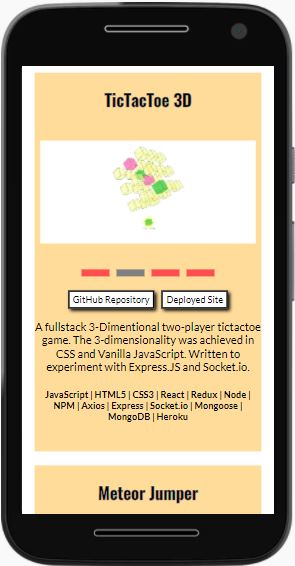 TicTacToe 3D
GitHub Repository
Deployed Site
A fullstack 3-Dimentional two-player tictactoe
game. The 3-dimensionality was achieved in
CSS and Vanilla JavaScript. Written to
experiment with Express.JS and Socket.io.
JavaScript | HTML5 | CSS3 | React | Redux | Node |
NPM | Axios | Express | Socket.io | Mongoose |
MongoDB | Heroku
Meteor Jumper